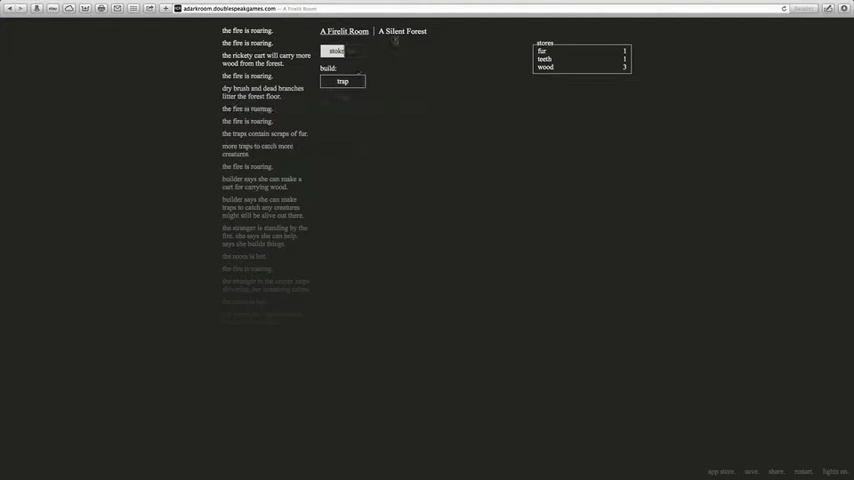 adarkroom.doublespeakgames.com — A Firelit Room
Reader
the fire is roaring.
the fire is roaring.
the rickety cart will carry more
wood from the forest.
the fire is roaring.
dry brush and dead branches
litter the forest floor.
the fire is roaring.
the fire is roaring.
the traps contain scraps of fur.
more traps to catch more
creatures.
the fire is roaring.
builder says she can make a
cart for carrying wood.
builder says she can make
traps to catch any creatures
might still be alive out there.
the stranger is standing by the
fire. she says she can help.
says she builds things.
the room is hot.
the fire is roaring.
A Firelit Room | A Silent Forest
build:
trap
stores
fur 1
teeth 1
wood 3
app store. save. share. restart. lights on.